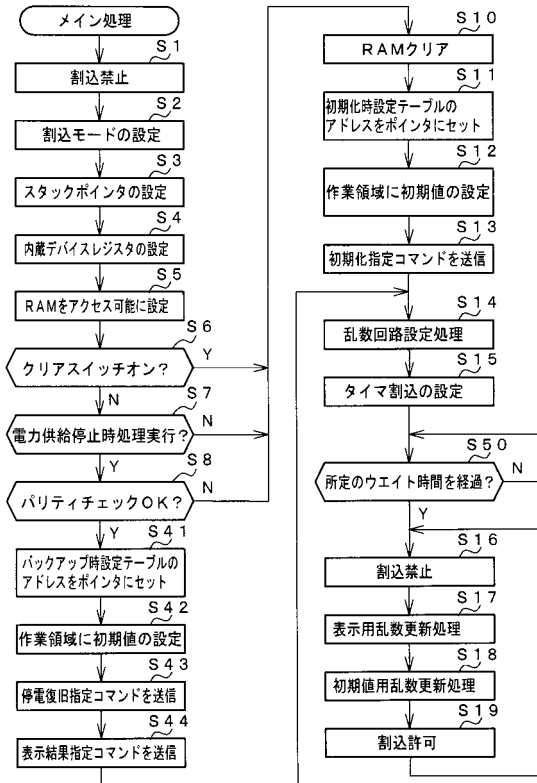 メイン処理
S1
割込禁止
S2
割込モードの設定
S3
スタックポインタの設定
S4
内蔵デバイスレジスタの設定
S5
RAMをアクセス可能に設定
S6
クリアスイッチオン?
Y
N
S7
電力供給停止時処理実行?
N
Y
S8
パリティチェックOK?
N
Y
S41
バックアップ時設定テーブルの
アドレスをポインタにセット
S42
作業領域に初期値の設定
S43
停電復旧指定コマンドを送信
S44
表示結果指定コマンドを送信
S10
RAMクリア
S11
初期化時設定テーブルの
アドレスをポインタにセット
S12
作業領域に初期値の設定
S13
初期化指定コマンドを送信
S14
乱数回路設定処理
S15
タイマ割込の設定
S50
所定のウエイト時間を経過?
N
Y
S16
割込禁止
S17
表示用乱数更新処理
S18
初期値用乱数更新処理
S19
割込許可